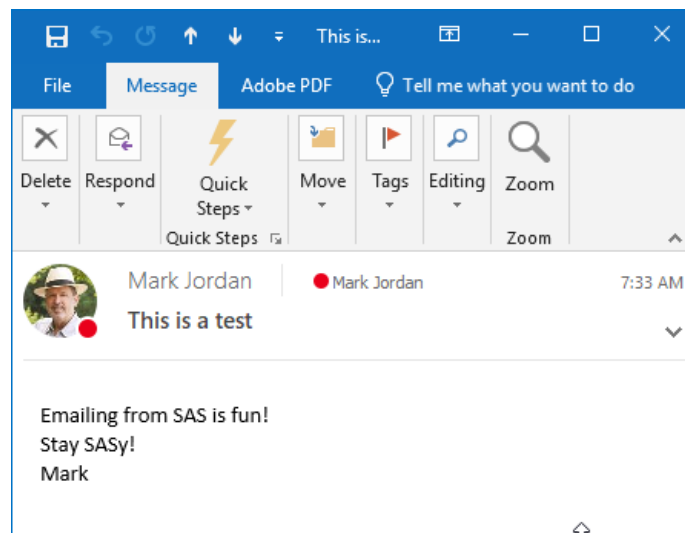 This is...
File Message Adobe PDF Tell me what you want to do
Delete Respond Quick Steps Move Tags Editing Zoom
Quick Steps Zoom
Mark Jordan Mark Jordan 7:33 AM
This is a test
Emailing from SAS is fun!
Stay SASy!
Mark